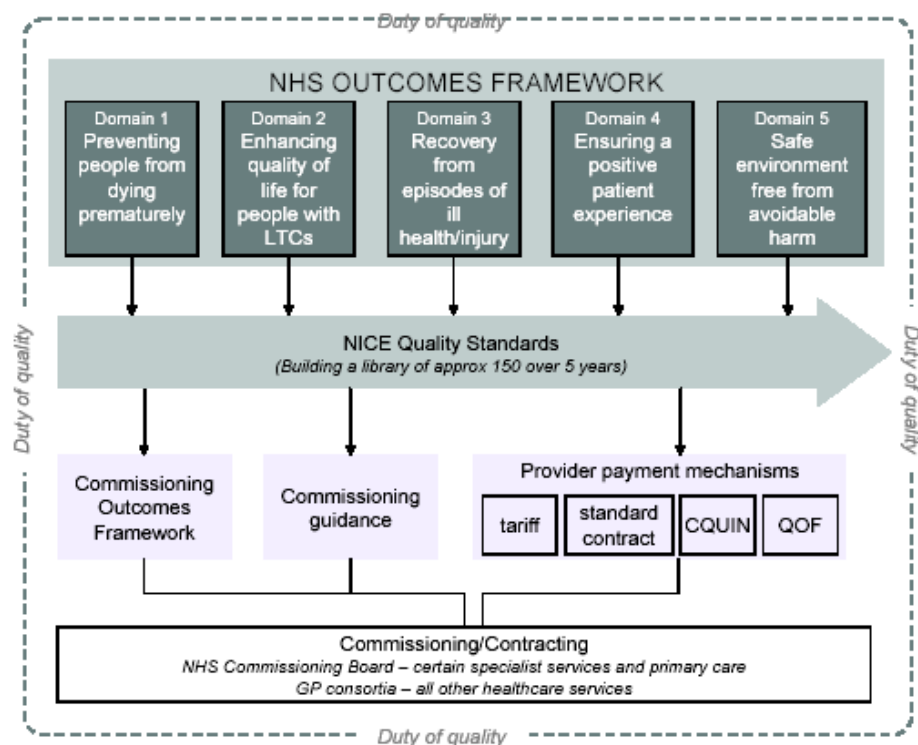 Duty of quality
NHS OUTCOMES FRAMEWORK
Domain 1
Preventing
people from
dying
prematurely
Domain 2
Enhancing
quality of
life for
people with
LTCs
Domain 3
Recovery
from
episodes of
ill
health/injury
Domain 4
Ensuring a
positive
patient
experience
Domain 5
Safe
environment
free from
avoidable
harm
Duty of quality
Duty of quality
NICE Quality Standards
(Building a library of approx 150 over 5 years)
Commissioning
Outcomes
Framework
Commissioning
guidance
Provider payment mechanisms
tariff
standard
contract
CQUIN
QOF
Commissioning/Contracting
NHS Commissioning Board – certain specialist services and primary care
GP consortia – all other healthcare services
Duty of quality